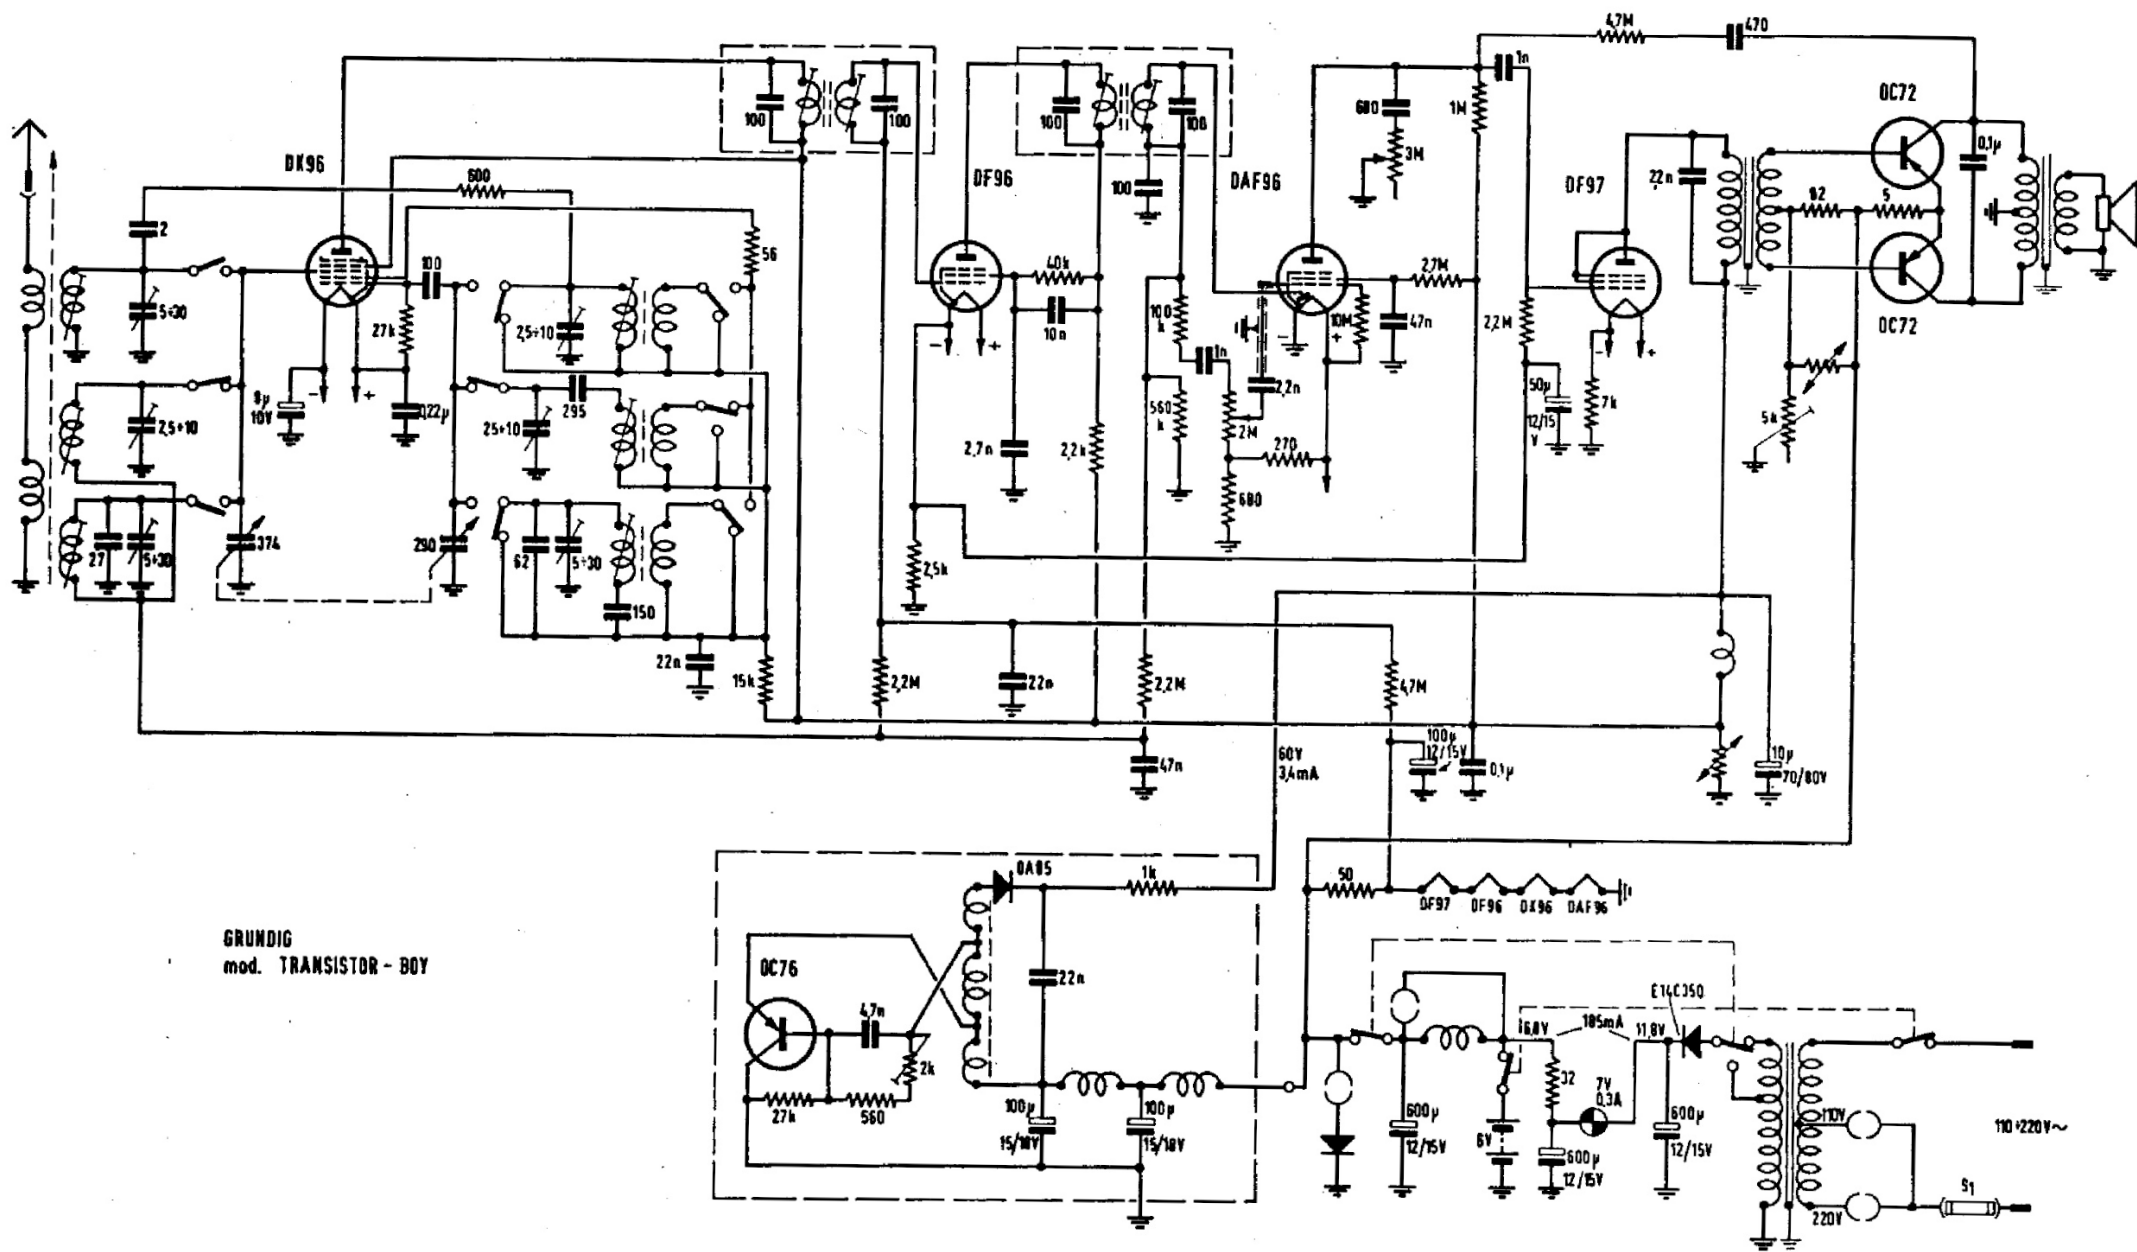 4,7M
470
1n
OC72
100
100
100
100
680
1M
3M
22n
0,1µ
DK96
600
DF96
100
DAF96
DF97
82
5
2
5÷30
100
56
27k
2,5÷10
40k
10n
100k
1n
10M
2,7M
47n
2,2M
OC72
8µ
10V
0,22µ
295
2,5÷10
25÷10
2,2n
560k
2M
270
50µ
12/15
V
7k
5k
2,7n
2,2k
680
27
5÷30
374
290
62
5÷30
150
2,5k
22n
15k
2,2M
22n
2,2M
4,7M
47n
60V
3,4mA
100µ
12/15V
0,1µ
10µ
70/80V
OA85
1k
50
DF97
DF96
DK96
DAF96
GRUNDIG
mod. TRANSISTOR - BOY
OC76
22n
4,7n
2k
27k
560
100µ
15/18V
100µ
15/18V
E14C350
6,8V
185mA
11,8V
32
7V
0,3A
600µ
12/15V
6V
600µ
12/15V
600µ
12/15V
110V
110÷220V~
220V
S1